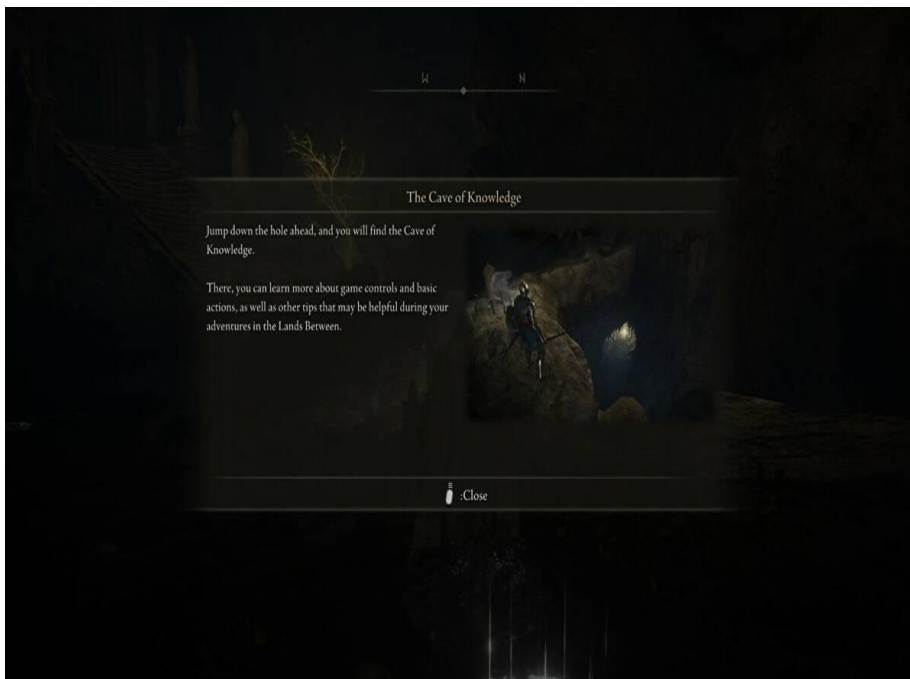 W N
The Cave of Knowledge
Jump down the hole ahead, and you will find the Cave of
Knowledge.
There, you can learn more about game controls and basic
actions, as well as other tips that may be helpful during your
adventures in the Lands Between.
:Close